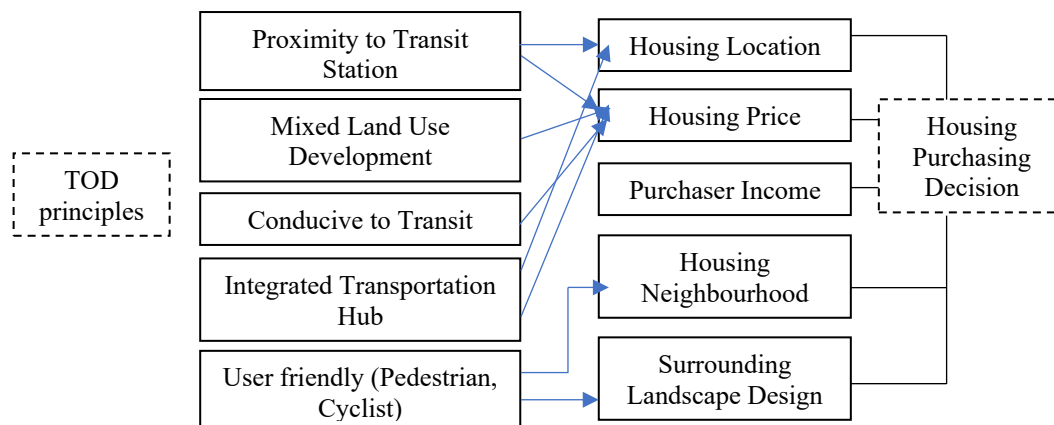 TOD
principles
Proximity to Transit
Station
Mixed Land Use
Development
Conducive to Transit
Integrated Transportation
Hub
User friendly (Pedestrian,
Cyclist)
Housing Location
Housing Price
Purchaser Income
Housing
Neighbourhood
Surrounding
Landscape Design
Housing
Purchasing
Decision